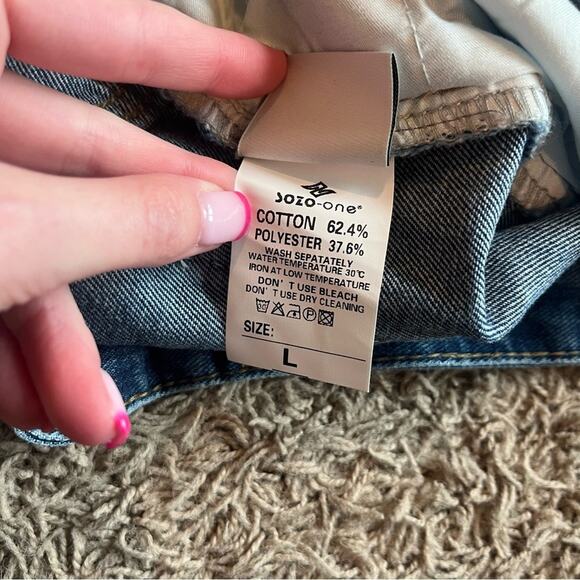 SOZO-one®
COTTON 62.4%
POLYESTER 37.6%
WASH SEPATATELY
WATER TEMPERATURE 30℃
IRON AT LOW TEMPERATURE
DON'T USE BLEACH
DON'T USE DRY CLEANING
SIZE:
L